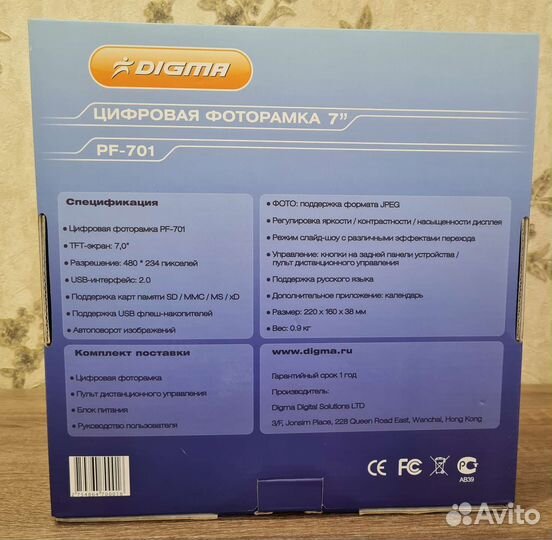 DIGMA
ЦИФРОВАЯ ФОТОРАМКА 7”
PF-701
Спецификация
• Цифровая фоторамка PF-701
• TFT-экран: 7,0"
• Разрешение: 480 * 234 пикселей
• USB-интерфейс: 2.0
• Поддержка карт памяти SD / MMC / MS / xD
• Поддержка USB флеш-накопителей
• Автоповорот изображений
• ФОТО: поддержка формата JPEG
• Регулировка яркости / контрастности / насыщенности дисплея
• Режим слайд-шоу с различными эффектами перехода
• Управление: кнопки на задней панели устройства /
пульт дистанционного управления
• Поддержка русского языка
• Дополнительное приложение: календарь
• Размер: 220 x 160 x 38 мм
• Вес: 0.9 кг
Комплект поставки
• Цифровая фоторамка
• Пульт дистанционного управления
• Блок питания
• Руководство пользователя
www.digma.ru
Гарантийный срок 1 год
Производитель:
Digma Digital Solutions LTD
3/F, Jonsim Place, 228 Queen Road East, Wanchai, Hong Kong
CE FC
АВ39
Avito